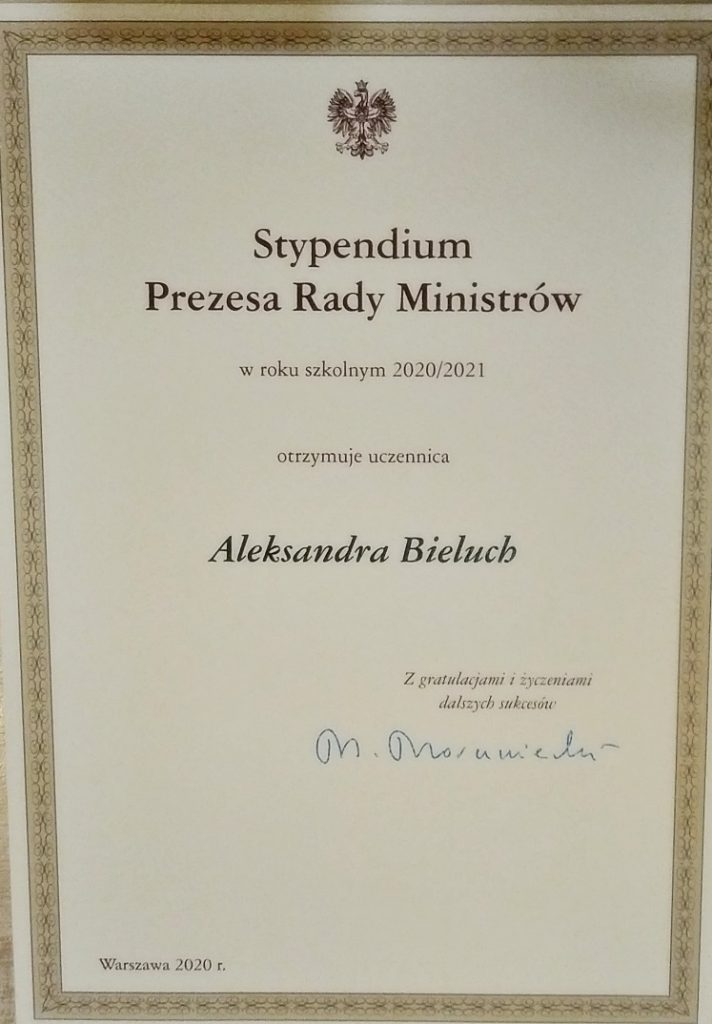 Stypendium
Prezesa Rady Ministrów
w roku szkolnym 2020/2021
otrzymuje uczennica
Aleksandra Bieluch
Z gratulacjami i życzeniami
dalszych sukcesów
M. Morawiecki
Warszawa 2020 r.